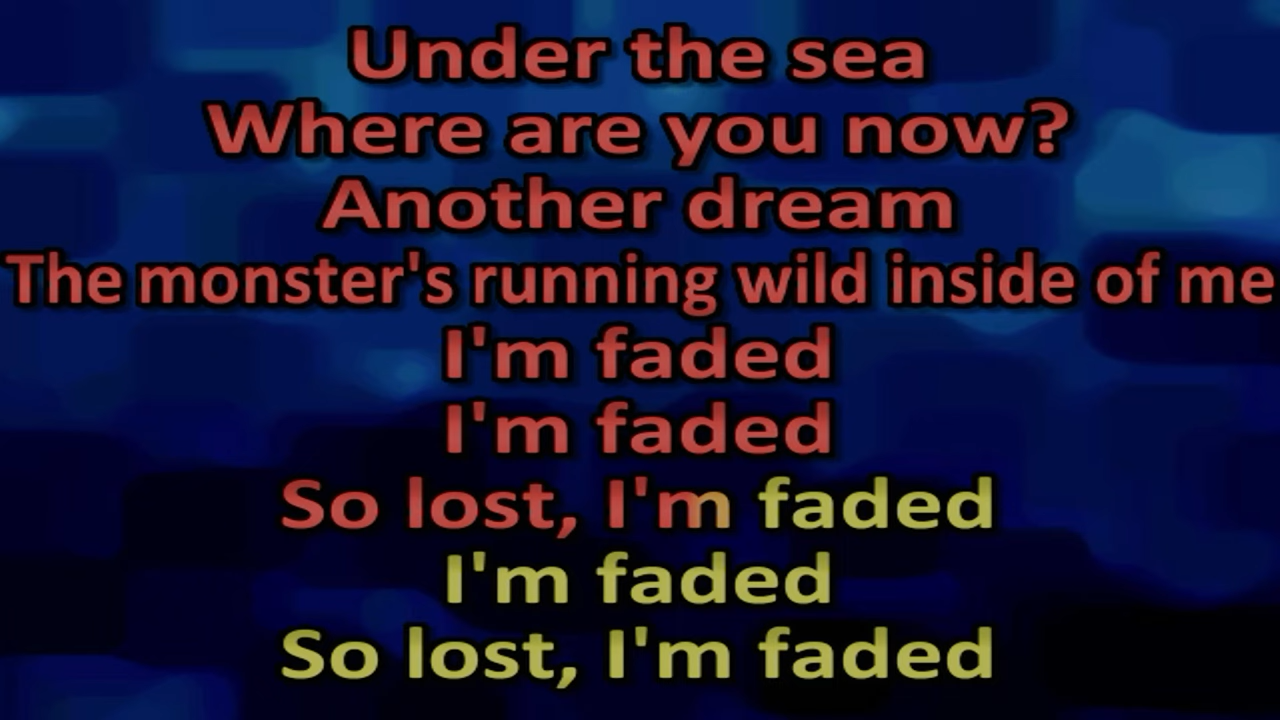 Under the sea
Where are you now?
Another dream
The monster's running wild inside of me
I'm faded
I'm faded
So lost, I'm faded
I'm faded
So lost, I'm faded